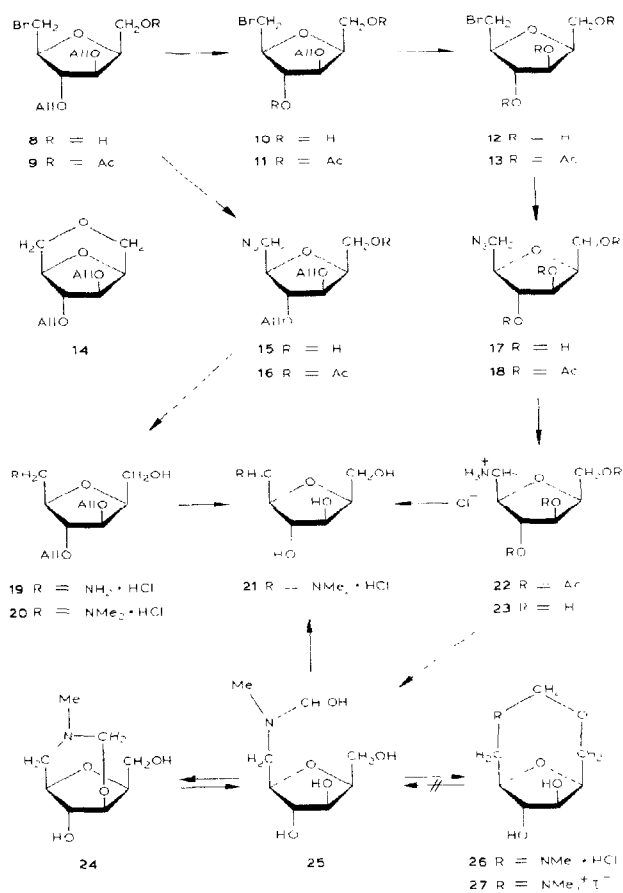 BrCH₂ O CH₂OR BrCH₂ O CH₂OR BrCH₂ O CH₂OR
AllO AllO RO
AllO RO RO
8 R = H 10 R = H 12 R = H
9 R = Ac 11 R = Ac 13 R = Ac
O
H₂C CH₂ N₃CH₂ O CH₂OR N₃CH₂ O CH₂OR
O
AllO AllO RO
AllO AllO RO
14 15 R = H 17 R = H
16 R = Ac 18 R = Ac
RH₂C O CH₂OH RH₂C O CH₂OH H₃N⁺CH₂ O CH₂OR
AllO HO Cl⁻ RO
AllO HO RO
19 R = NH₂·HCl 21 R = NMe₂·HCl 22 R = Ac
20 R = NMe₂·HCl 23 R = H
Me Me CH₂OH CH₂
N CH₂ N R O
H₂C O CH₂OH H₂C O CH₂OH H₂C O CH₂
O HO HO
HO HO HO
24 25 26 R = NMe·HCl
27 R = NMe₂⁺I⁻